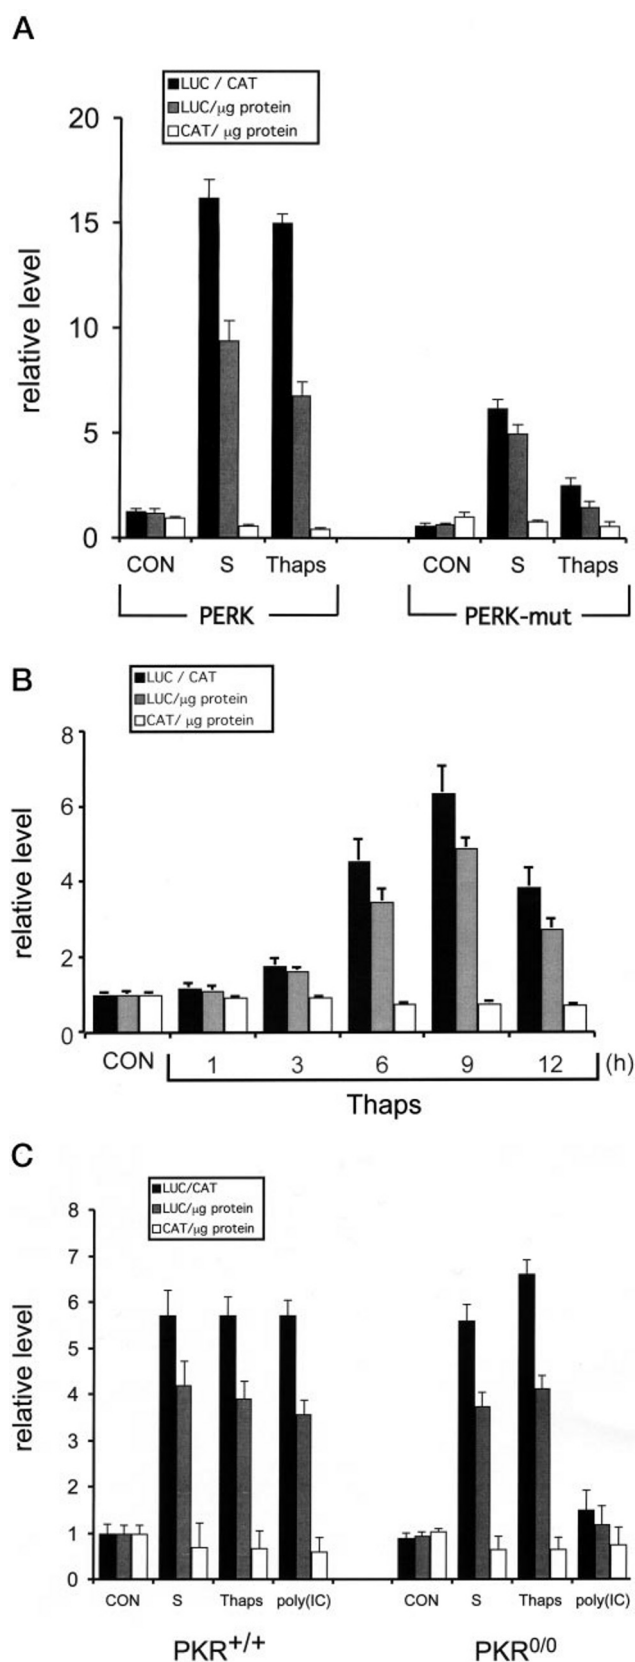 A
LUC / CAT
LUC/µg protein
CAT/ µg protein
20
15
10
5
0
relative level
CON S Thaps CON S Thaps
PERK PERK-mut
B
LUC / CAT
LUC/µg protein
CAT/ µg protein
8
6
4
2
0
relative level
CON 1 3 6 9 12 (h)
Thaps
C
LUC/CAT
LUC/µg protein
CAT/µg protein
8
7
6
5
4
3
2
1
0
relative level
CON S Thaps poly(IC) CON S Thaps poly(IC)
PKR+/+ PKR0/0